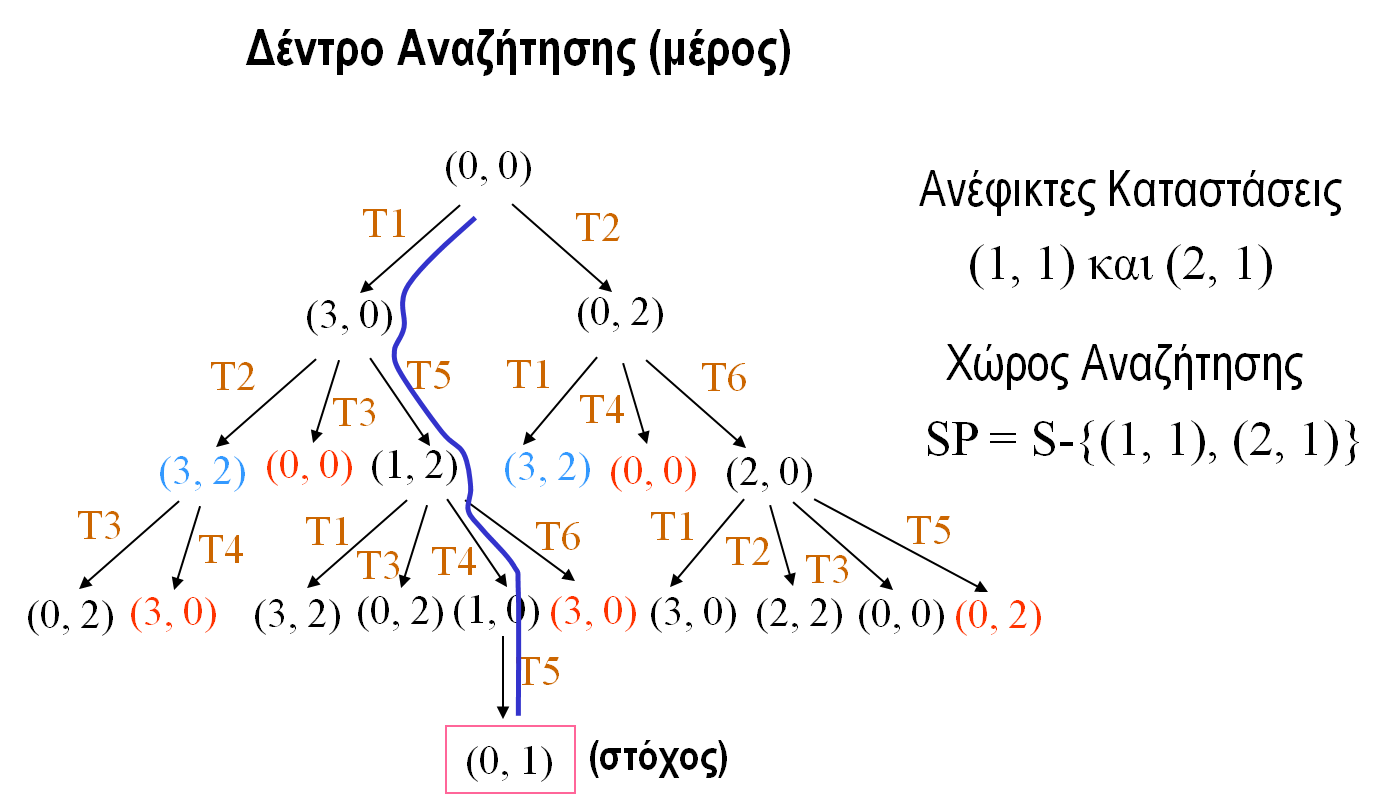 Δέντρο Αναζήτησης (μέρος)
(0, 0)
T1 T2
(3, 0) (0, 2)
T2 T3 T5 T1 T4 T6
(3, 2) (0, 0) (1, 2) (3, 2) (0, 0) (2, 0)
T3 T4 T1 T3 T4 T6 T1 T2 T3 T5
(0, 2) (3, 0) (3, 2) (0, 2) (1, 0) (3, 0) (3, 0) (2, 2) (0, 0) (0, 2)
T5
(0, 1) (στόχος)
Ανέφικτες Καταστάσεις
(1, 1) και (2, 1)
Χώρος Αναζήτησης
SP = S-{(1, 1), (2, 1)}